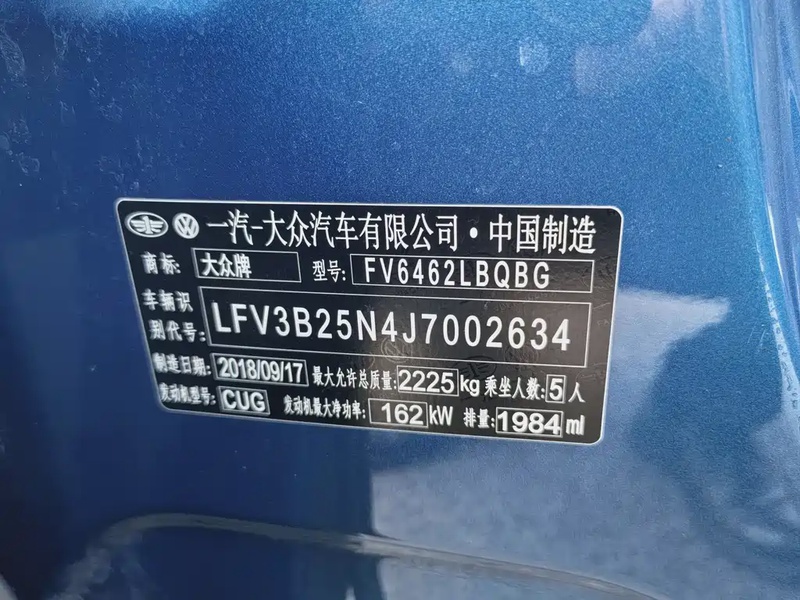 一汽-大众汽车有限公司·中国制造
商标: 大众牌 型号: FV6462LBQBG
车辆识别代号: LFV3B25N4J7002634
制造日期: 2018/09/17 最大允许总质量: 2225 kg 乘坐人数: 5 人
发动机型号: CUG 发动机最大净功率: 162 kW 排量: 1984 ml